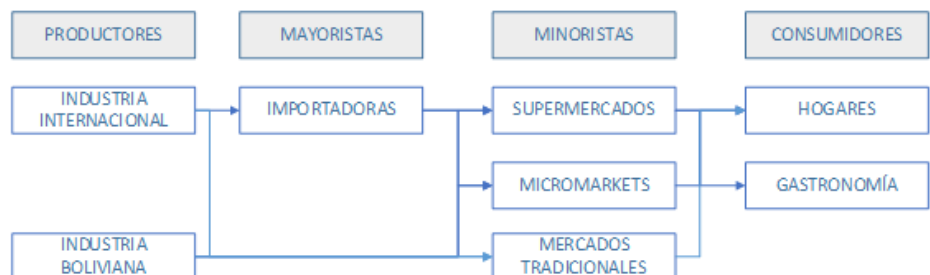 PRODUCTORES
MAYORISTAS
MINORISTAS
CONSUMIDORES
INDUSTRIA
INTERNACIONAL
IMPORTADORAS
SUPERMERCADOS
HOGARES
MICROMARKETS
GASTRONOMÍA
INDUSTRIA
BOLIVIANA
MERCADOS
TRADICIONALES